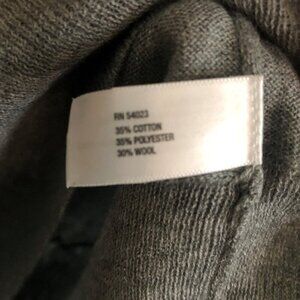 RN 54023
35% COTTON
35% POLYESTER
30% WOOL